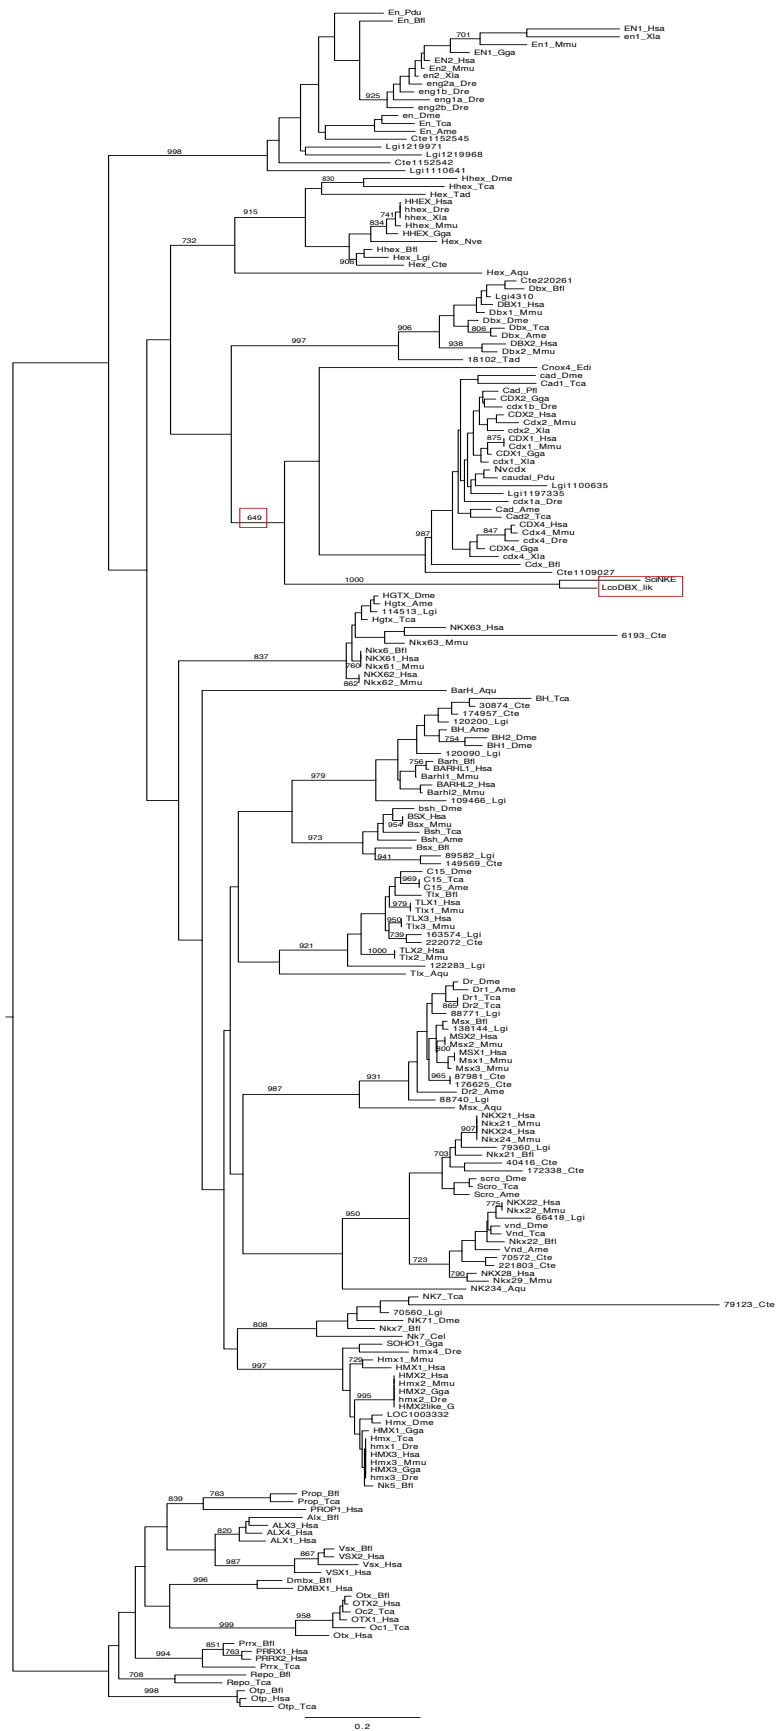 En_Pdu
En_Bfl
EN1_Hsa
701
en1_Xla
En1_Mmu
EN1_Gga
EN2_Hsa
En2_Mmu
en2_Xla
eng2a_Dre
eng1b_Dre
925
eng1a_Dre
eng2b_Dre
en_Dme
En_Tca
En_Ame
Cte1152545
Lgi1219971
998
Lgi1219968
Cte1152542
Lgi1110641
830
Hhex_Dme
Hhex_Tca
Hex_Tad
HHEX_Hsa
hhex_Dre
915
741
hhex_Xla
834
Hhex_Mmu
HHEX_Gga
732
Hex_Nve
Hhex_Bfl
Hex_Lgi
908
Hex_Cte
Hex_Aqu
Cte220261
Dbx_Bfl
Lgi4310
DBX1_Hsa
Dbx1_Mmu
Dbx_Dme
906
806
Dbx_Tca
Dbx_Ame
997
938
DBX2_Hsa
Dbx2_Mmu
18102_Tad
Cnox4_Edi
cad_Dme
Cad1_Tca
Cad_Pfl
CDX2_Gga
cdx1b_Dre
CDX2_Hsa
Cdx2_Mmu
cdx2_Xla
875
CDX1_Hsa
Cdx1_Mmu
CDX1_Gga
cdx1_Xla
Nvcdx
caudal_Pdu
Lgi1100635
Lgi1197335
cdx1a_Dre
Cad_Ame
Cad2_Tca
649
CDX4_Hsa
847
Cdx4_Mmu
987
cdx4_Dre
CDX4_Gga
cdx4_Xla
Cdx_Bfl
Cte1109027
1000
SciNKE
LcoDBX_lik
HGTX_Dme
Hgtx_Ame
114513_Lgi
Hgtx_Tca
NKX63_Hsa
6193_Cte
Nkx63_Mmu
837
Nkx6_Bfl
NKX61_Hsa
760
Nkx61_Mmu
NKX62_Hsa
862
Nkx62_Mmu
BarH_Aqu
BH_Tca
30874_Cte
174957_Cte
120200_Lgi
BH_Ame
754
BH2_Dme
BH1_Dme
120090_Lgi
756
Barh_Bfl
BARHL1_Hsa
979
Barhl1_Mmu
BARHL2_Hsa
Barhl2_Mmu
109466_Lgi
bsh_Dme
BSX_Hsa
954
Bsx_Mmu
Bsh_Tca
973
Bsh_Ame
Bsx_Bfl
941
89582_Lgi
149569_Cte
C15_Dme
969
C15_Tca
C15_Ame
Tlx_Bfl
979
TLX1_Hsa
Tlx1_Mmu
950
TLX3_Hsa
Tlx3_Mmu
739
163574_Lgi
222072_Cte
921
1000
TLX2_Hsa
Tlx2_Mmu
122283_Lgi
Tlx_Aqu
Dr_Dme
Dr1_Ame
Dr1_Tca
865
Dr2_Tca
88771_Lgi
Msx_Bfl
138144_Lgi
MSX2_Hsa
Msx2_Mmu
800
MSX1_Hsa
Msx1_Mmu
Msx3_Mmu
931
965
87981_Cte
176625_Cte
987
Dr2_Ame
88740_Lgi
Msx_Aqu
NKX21_Hsa
Nkx21_Mmu
907
NKX24_Hsa
Nkx24_Mmu
79360_Lgi
703
Nkx21_Bfl
40416_Cte
172338_Cte
scro_Dme
Scro_Tca
Scro_Ame
775
NKX22_Hsa
Nkx22_Mmu
950
66418_Lgi
vnd_Dme
Vnd_Tca
Nkx22_Bfl
Vnd_Ame
723
70572_Cte
221803_Cte
790
NKX28_Hsa
Nkx29_Mmu
NK234_Aqu
NK7_Tca
79123_Cte
70560_Lgi
NK71_Dme
808
Nkx7_Bfl
Nk7_Cel
SOHO1_Gga
hmx4_Dre
729
Hmx1_Mmu
997
HMX1_Hsa
HMX2_Hsa
Hmx2_Mmu
HMX2_Gga
995
hmx2_Dre
HMX2like_G
LOC1003332
Hmx_Dme
HMX1_Gga
Hmx_Tca
hmx1_Dre
HMX3_Hsa
Hmx3_Mmu
HMX3_Gga
hmx3_Dre
Nk5_Bfl
763
Prop_Bfl
839
Prop_Tca
PROP1_Hsa
Alx_Bfl
ALX3_Hsa
820
ALX4_Hsa
ALX1_Hsa
Vsx_Bfl
867
VSX2_Hsa
987
Vsx_Hsa
VSX1_Hsa
996
Dmbx_Bfl
DMBX1_Hsa
Otx_Bfl
OTX2_Hsa
958
Oc2_Tca
OTX1_Hsa
999
Oc1_Tca
Otx_Hsa
851
Prrx_Bfl
763
PRRX1_Hsa
994
PRRX2_Hsa
Prrx_Tca
708
Repo_Bfl
Repo_Tca
998
Otp_Bfl
Otp_Hsa
Otp_Tca
0.2